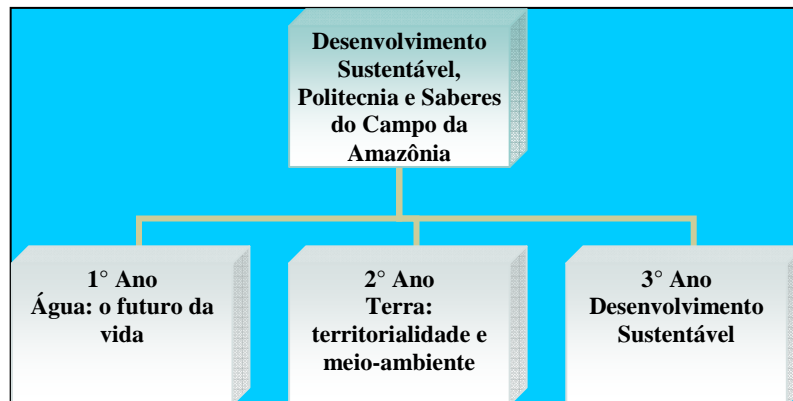 Desenvolvimento
Sustentável,
Politecnia e Saberes
do Campo da
Amazônia
1° Ano
Água: o futuro da
vida
2° Ano
Terra:
territorialidade e
meio-ambiente
3° Ano
Desenvolvimento
Sustentável